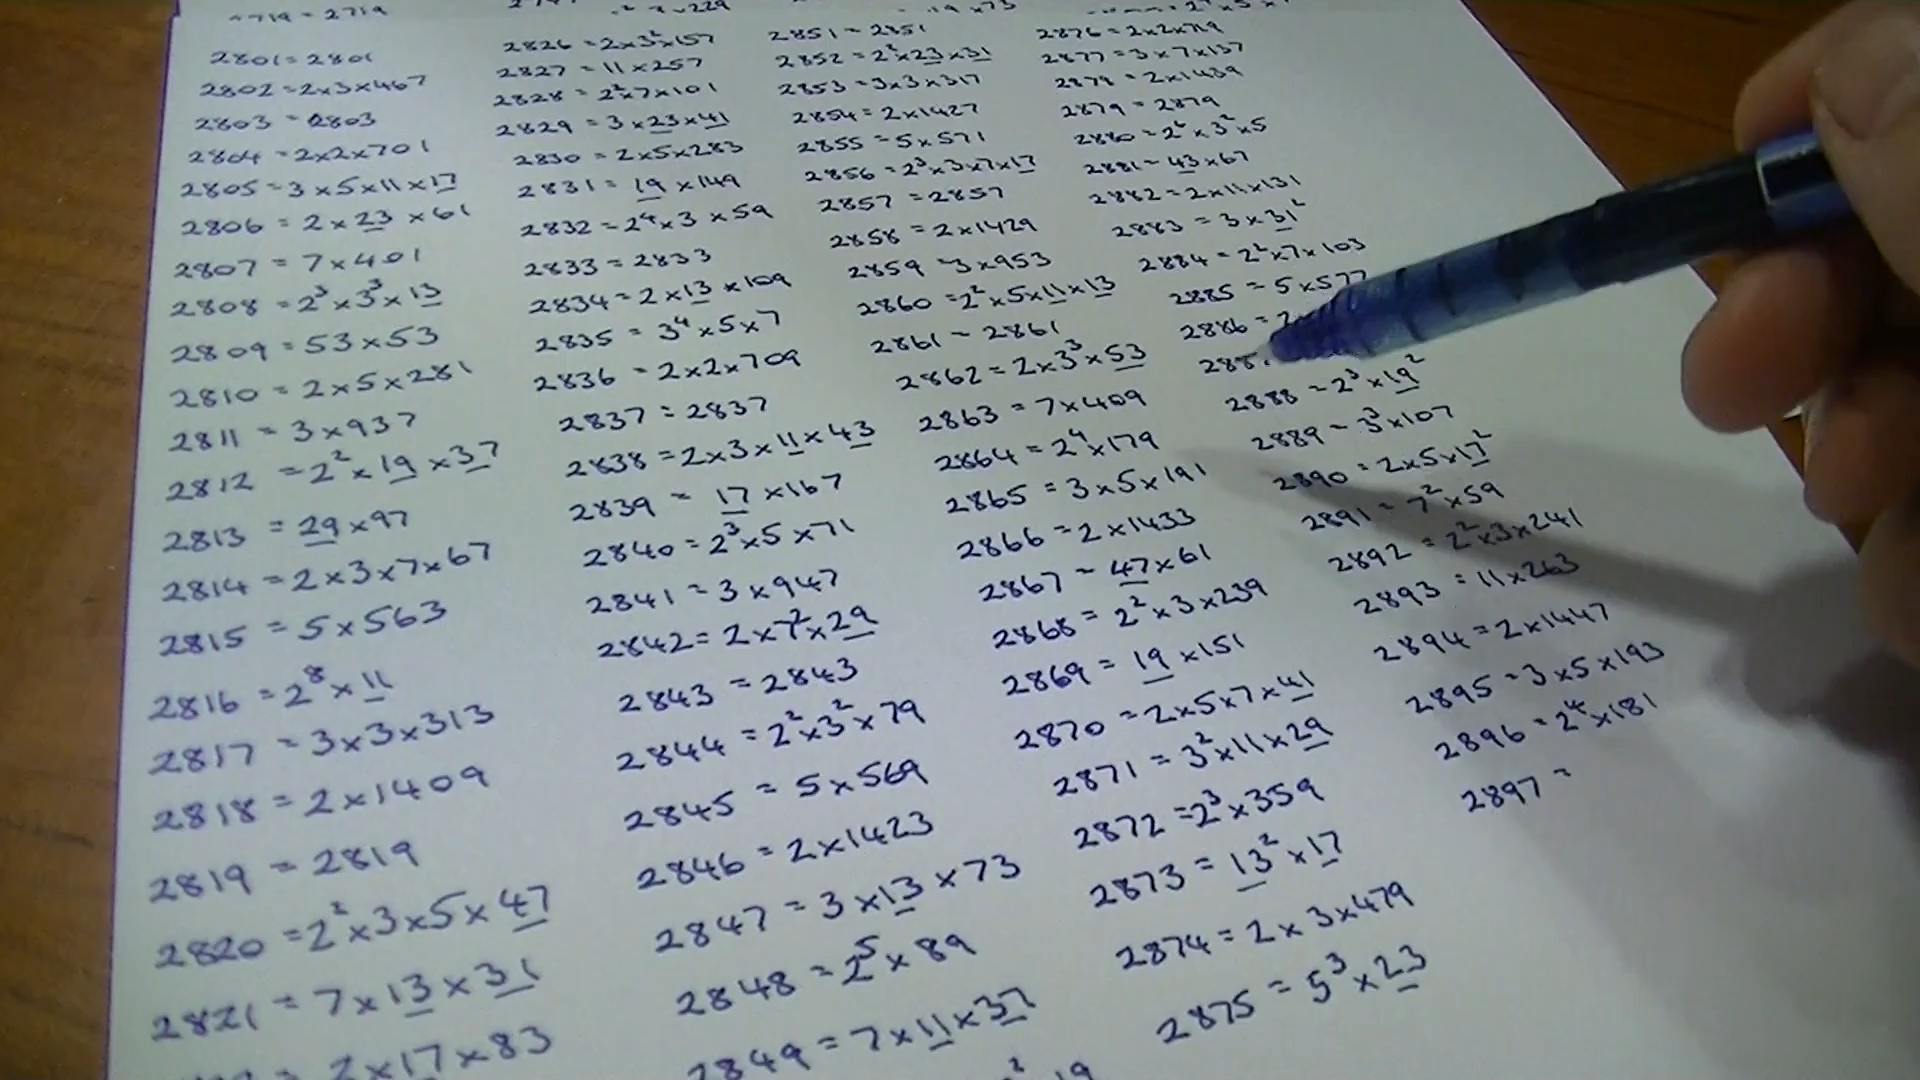 2719 = 2719
2801 = 2801
2802 = 2x3x467
2803 = 2803
2804 = 2x2x701
2805 = 3x5x11x17
2806 = 2x23x61
2807 = 7x401
2808 = 2³x3³x13
2809 = 53x53
2810 = 2x5x281
2811 = 3x937
2812 = 2²x19x37
2813 = 29x97
2814 = 2x3x7x67
2815 = 5x563
2816 = 2⁸x11
2817 = 3x3x313
2818 = 2x1409
2819 = 2819
2820 = 2²x3x5x47
2821 = 7x13x31
= 2x17x83
2826 = 2x3²x157
2827 = 11x257
2828 = 2²x7x101
2829 = 3x23x41
2830 = 2x5x283
2831 = 19x149
2832 = 2⁴x3x59
2833 = 2833
2834 = 2x13x109
2835 = 3⁴x5x7
2836 = 2x2x709
2837 = 2837
2838 = 2x3x11x43
2839 = 17x167
2840 = 2³x5x71
2841 = 3x947
2842 = 2x7²x29
2843 = 2843
2844 = 2²x3²x79
2845 = 5x569
2846 = 2x1423
2847 = 3x13x73
2848 = 2⁵x89
2849 = 7x11x37
2851 = 2851
2852 = 2²x23x31
2853 = 3x3x317
2854 = 2x1427
2855 = 5x571
2856 = 2³x3x7x17
2857 = 2857
2858 = 2x1429
2859 = 3x953
2860 = 2²x5x11x13
2861 = 2861
2862 = 2x3³x53
2863 = 7x409
2864 = 2⁴x179
2865 = 3x5x191
2866 = 2x1433
2867 = 47x61
2868 = 2²x3x239
2869 = 19x151
2870 = 2x5x7x41
2871 = 3²x11x29
2872 = 2³x359
2873 = 13²x17
2874 = 2x3x479
2875 = 5³x23
2876 = 2x2x719
2877 = 3x7x137
2878 = 2x1439
2879 = 2879
2880 = 2⁶x3²x5
2881 = 43x67
2882 = 2x11x131
2883 = 3x31²
2884 = 2²x7x103
2885 = 5x577
2886 = 2
2888 = 2³x19²
2889 = 3³x107
2890 = 2x5x17²
2891 = 7²x59
2892 = 2²x3x241
2893 = 11x263
2894 = 2x1447
2895 = 3x5x193
2896 = 2⁴x181
2897 =